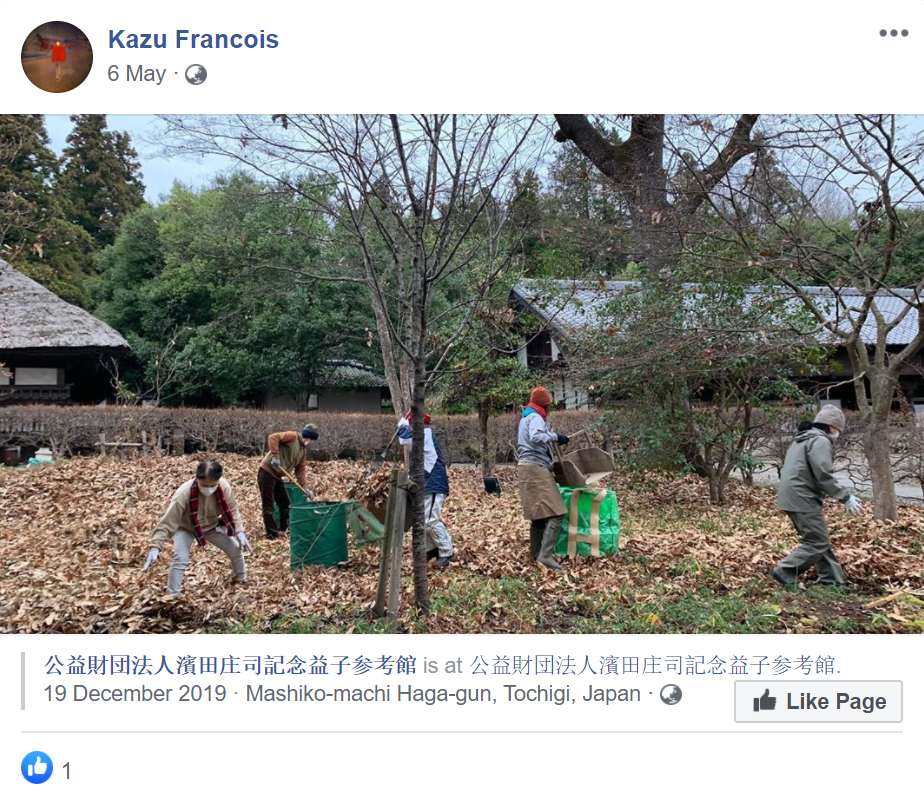 Kazu Francois
6 May ·
公益財団法人濱田庄司記念益子参考館 is at 公益財団法人濱田庄司記念益子参考館.
19 December 2019 · Mashiko-machi Haga-gun, Tochigi, Japan ·
Like Page
1